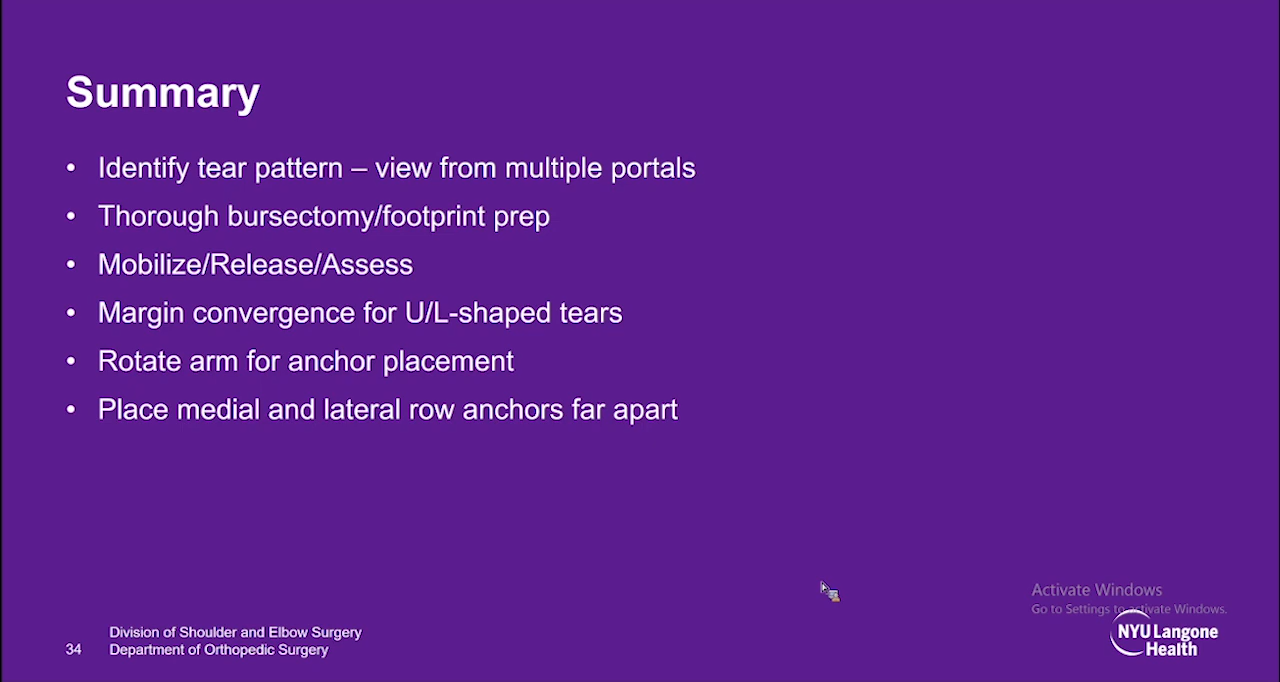 Summary
• Identify tear pattern – view from multiple portals
• Thorough bursectomy/footprint prep
• Mobilize/Release/Assess
• Margin convergence for U/L-shaped tears
• Rotate arm for anchor placement
• Place medial and lateral row anchors far apart
Activate Windows
Go to Settings to activate Windows.
Division of Shoulder and Elbow Surgery
34 Department of Orthopedic Surgery
NYU Langone
Health